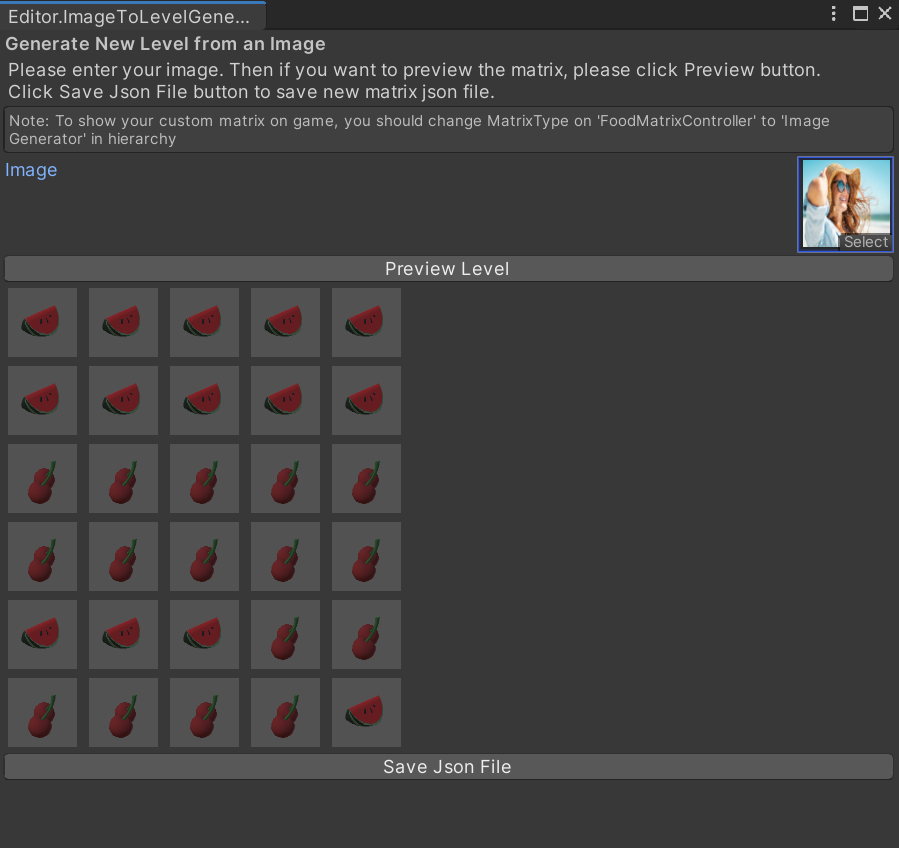 Editor.ImageToLevelGene...
Generate New Level from an Image
Please enter your image. Then if you want to preview the matrix, please click Preview button.
Click Save Json File button to save new matrix json file.
Note: To show your custom matrix on game, you should change MatrixType on 'FoodMatrixController' to 'Image
Generator' in hierarchy
Image
Select
Preview Level
Save Json File